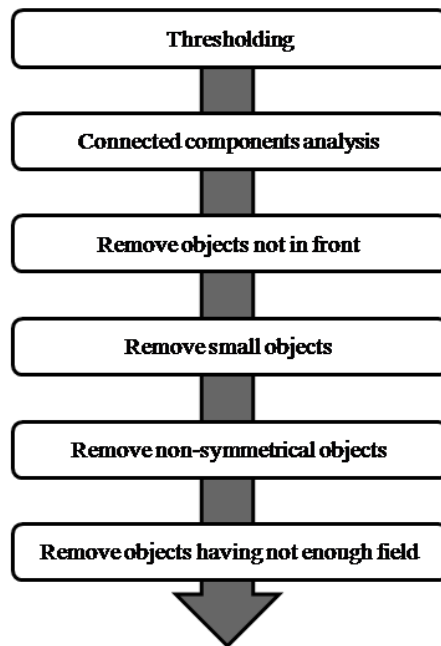 Thresholding
Connected components analysis
Remove objects not in front
Remove small objects
Remove non-symmetrical objects
Remove objects having not enough field